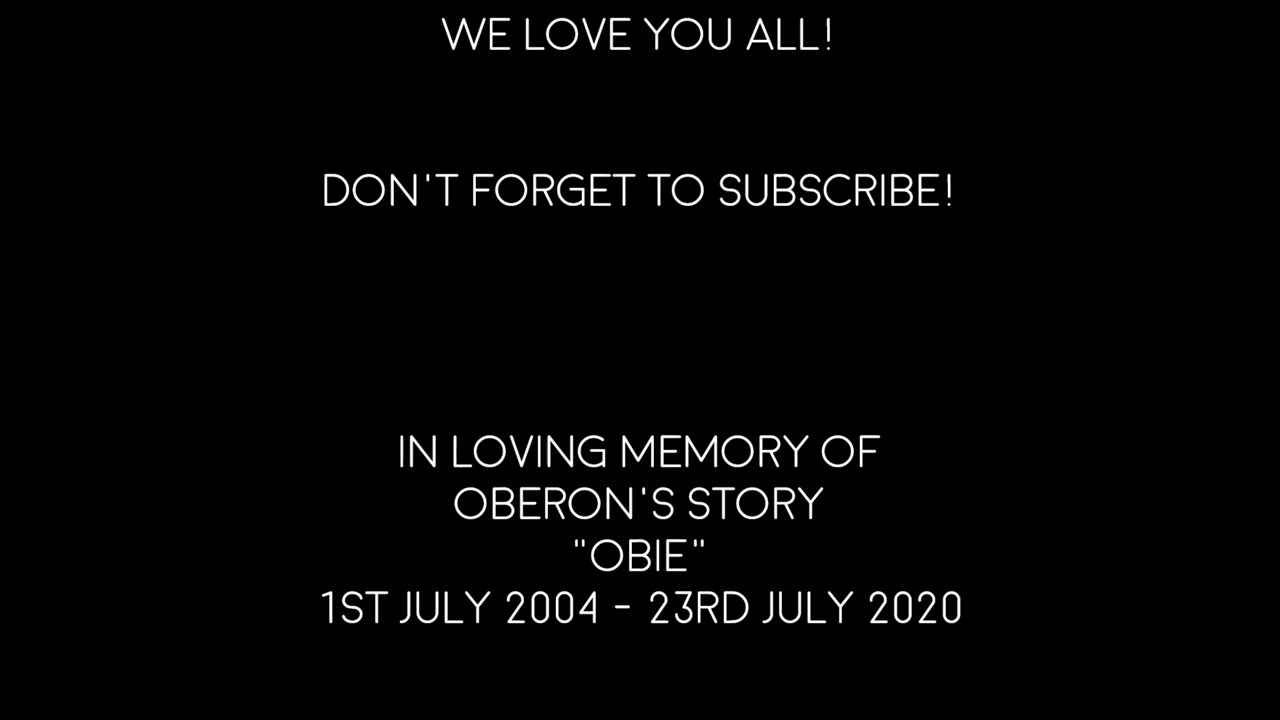 WE LOVE YOU ALL!
DON'T FORGET TO SUBSCRIBE!
IN LOVING MEMORY OF
OBERON'S STORY
"OBIE"
1ST JULY 2004 - 23RD JULY 2020